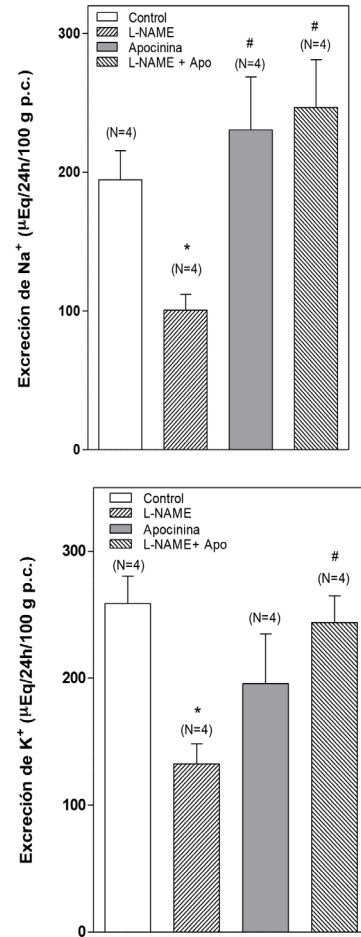 Control
L-NAME
Apocinina
L-NAME + Apo
Excreción de Na⁺ (µEq/24h/100 g p.c.)
300
200
100
0
(N=4)
*
(N=4)
#
(N=4)
#
(N=4)
Control
L-NAME
Apocinina
L-NAME+ Apo
Excreción de K⁺ (µEq/24h/100 g p.c.)
300
200
100
0
(N=4)
*
(N=4)
(N=4)
#
(N=4)